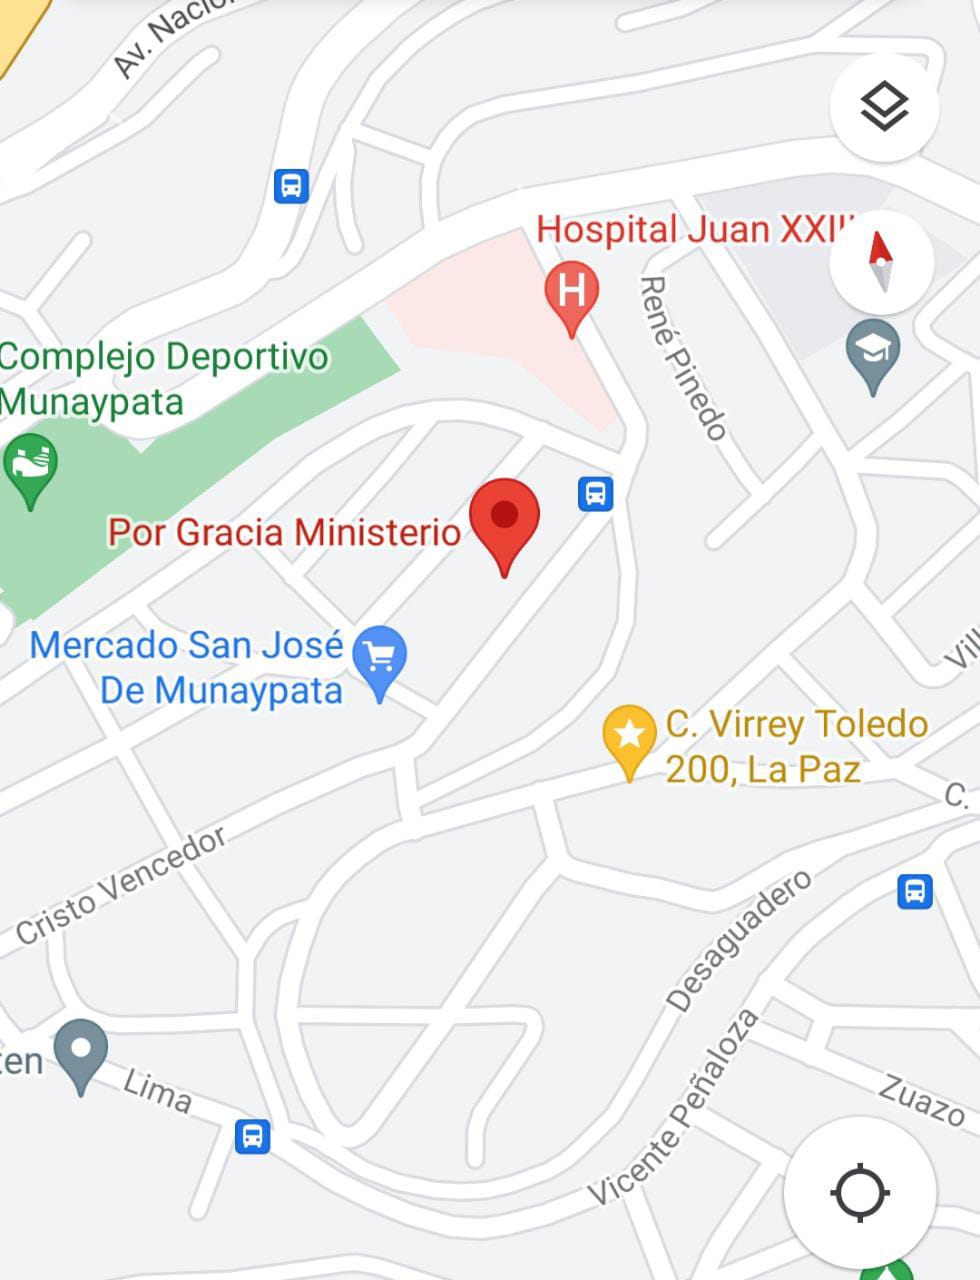 Av. Nacio
Hospital Juan XXIII
René Pinedo
Complejo Deportivo
Munaypata
H
Por Gracia Ministerio
Mercado San José
De Munaypata
C. Virrey Toledo
200, La Paz
Vill
C.
Cristo Vencedor
Desaguadero
Vicente Peñaloza
ten
Lima
Zuazo